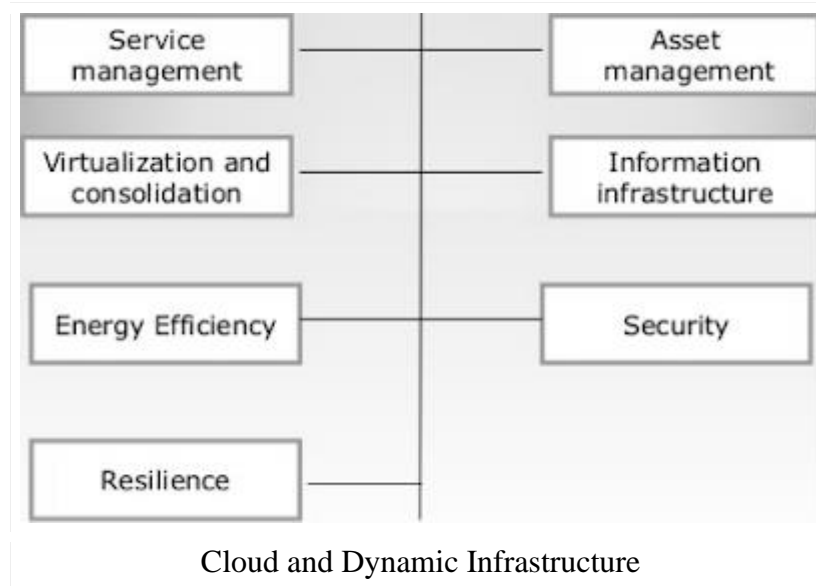 Service
management
Asset
management
Virtualization and
consolidation
Information
infrastructure
Energy Efficiency
Security
Resilience
Cloud and Dynamic Infrastructure